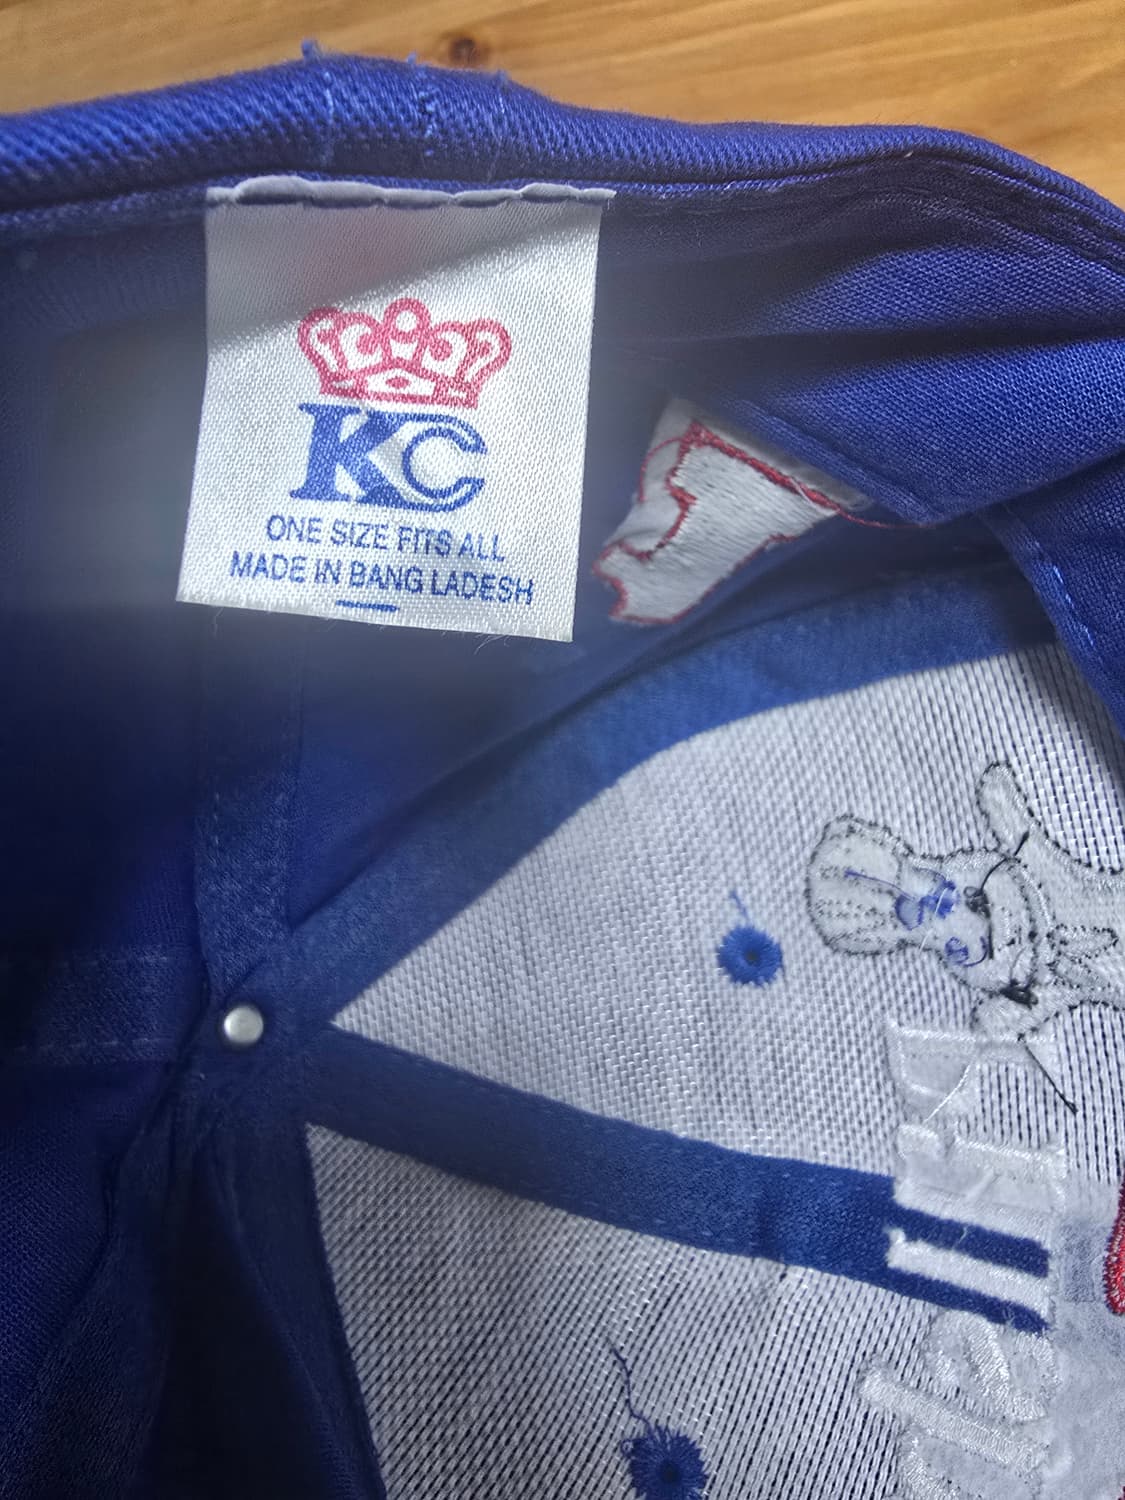 KC
ONE SIZE FITS ALL
MADE IN BANG LADESH